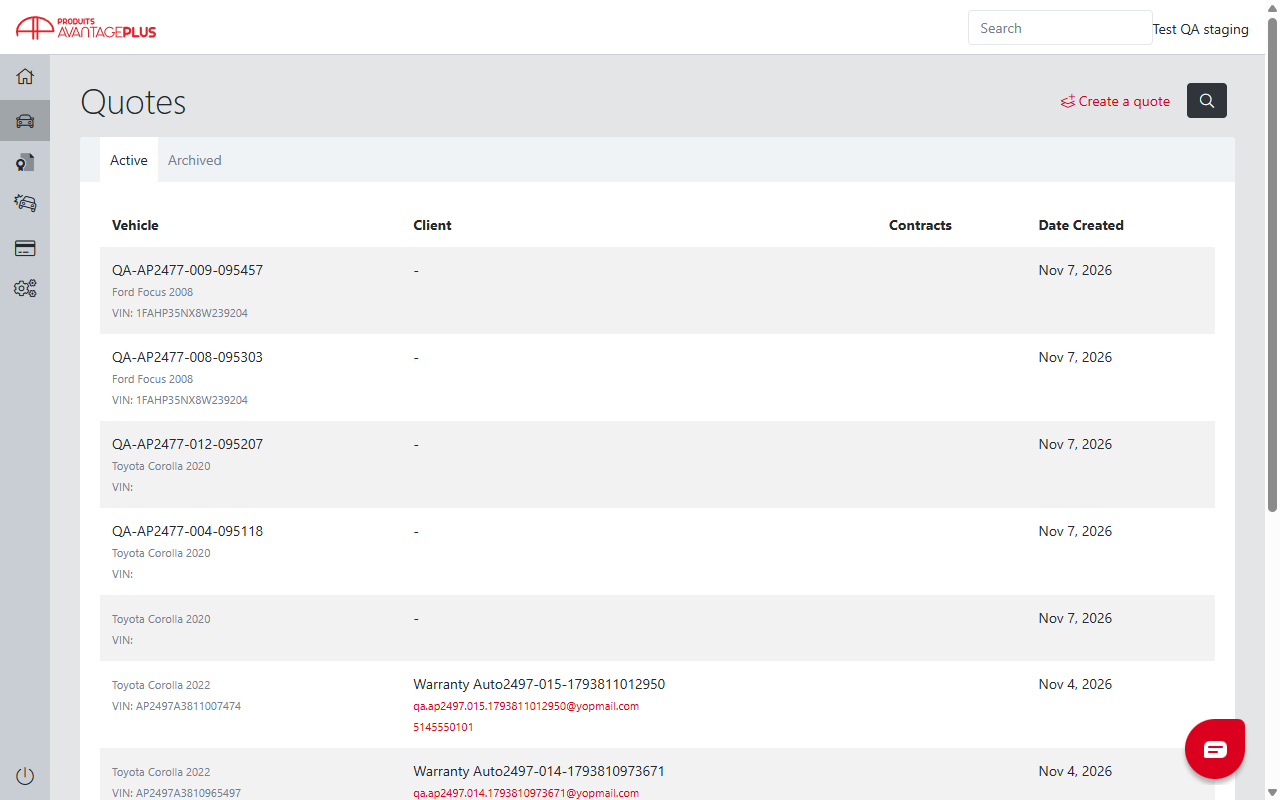 PRODUITS
AVANTAGEPLUS
Search
Test QA staging
Quotes
Create a quote
Active
Archived
Vehicle
Client
Contracts
Date Created
QA-AP2477-009-095457
-
Nov 7, 2026
Ford Focus 2008
VIN: 1FAHP35NX8W239204
QA-AP2477-008-095303
-
Nov 7, 2026
Ford Focus 2008
VIN: 1FAHP35NX8W239204
QA-AP2477-012-095207
-
Nov 7, 2026
Toyota Corolla 2020
VIN:
QA-AP2477-004-095118
-
Nov 7, 2026
Toyota Corolla 2020
VIN:
Toyota Corolla 2020
-
Nov 7, 2026
VIN:
Toyota Corolla 2022
Warranty Auto2497-015-1793811012950
Nov 4, 2026
VIN: AP2497A3811007474
qa.ap2497.015.1793811012950@yopmail.com
5145550101
Toyota Corolla 2022
Warranty Auto2497-014-1793810973671
Nov 4, 2026
VIN: AP2497A3810965497
qa.ap2497.014.1793810973671@yopmail.com